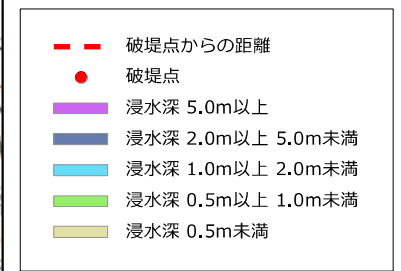 破堤点からの距離
破堤点
浸水深 5.0m以上
浸水深 2.0m以上 5.0m未満
浸水深 1.0m以上 2.0m未満
浸水深 0.5m以上 1.0m未満
浸水深 0.5m未満